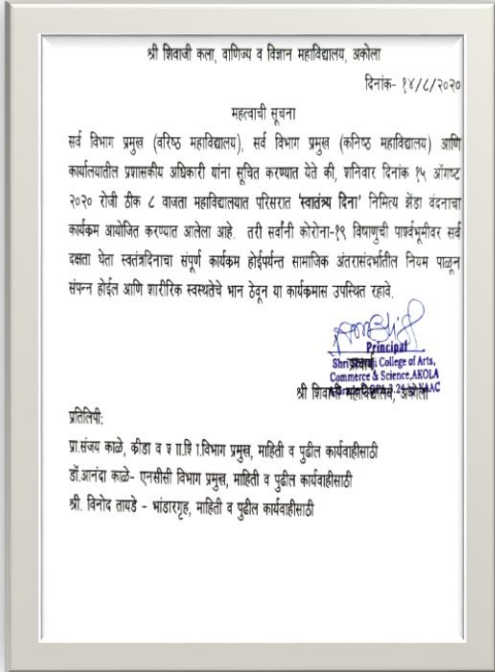 श्री शिवाजी कला, वाणिज्य व विज्ञान महाविद्यालय, अकोला
दिनांक- १४/८/२०२०
महत्वाची सूचना
सर्व विभाग प्रमुख (वरिष्ठ महाविद्यालय), सर्व विभाग प्रमुख (कनिष्ठ महाविद्यालय) आणि
कार्यालयातील प्रशासकीय अधिकारी यांना सूचित करण्यात येते की, शनिवार दिनांक १५ ऑगष्ट
२०२० रोजी ठीक ८ वाजता महाविद्यालयात परिसरात 'स्वातंत्र्य दिना' निमित्य झेंडा वंदनाचा
कार्यक्रम आयोजित करण्यात आलेला आहे. तरी सर्वांनी कोरोना-१९ विषाणुची पार्श्वभूमीवर सर्व
दक्षता घेता स्वतंत्रदिनाचा संपूर्ण कार्यक्रम होईपर्यन्त सामाजिक अंतरासंदर्भातील नियम पाळून
संपन्न होईल आणि शारीरिक स्वस्थतेचे भान ठेवून या कार्यक्रमास उपस्थित रहावे.
Principal
Shri Shivaji College of Arts,
Commerce & Science, AKOLA
श्री शिवाजी महाविद्यालय, अकोला
प्रतिलिपी:
प्रा.संजय काळे, क्रीडा व शा.शि.विभाग प्रमुख, माहिती व पुढील कार्यवाहीसाठी
डॉ.आनंदा काळे- एनसीसी विभाग प्रमुख, माहिती व पुढील कार्यवाहीसाठी
श्री. विनोद तायडे - भांडारगृह, माहिती व पुढील कार्यवाहीसाठी